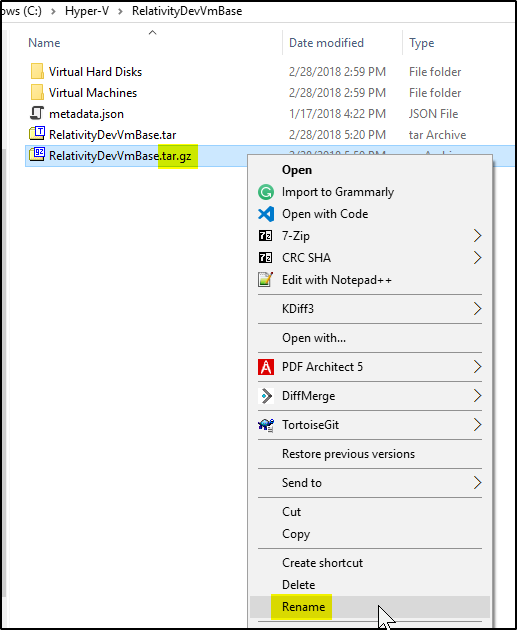 ows (C:) > Hyper-V > RelativityDevVmBase
Name Date modified Type
Virtual Hard Disks 2/28/2018 2:59 PM File folder
Virtual Machines 2/28/2018 2:59 PM File folder
metadata.json 1/17/2018 4:22 PM JSON File
RelativityDevVmBase.tar 2/28/2018 5:20 PM tar Archive
RelativityDevVmBase.tar.gz
Open
Import to Grammarly
Open with Code
7-Zip
CRC SHA
Edit with Notepad++
KDiff3
Open with...
PDF Architect 5
DiffMerge
TortoiseGit
Restore previous versions
Send to
Cut
Copy
Create shortcut
Delete
Rename